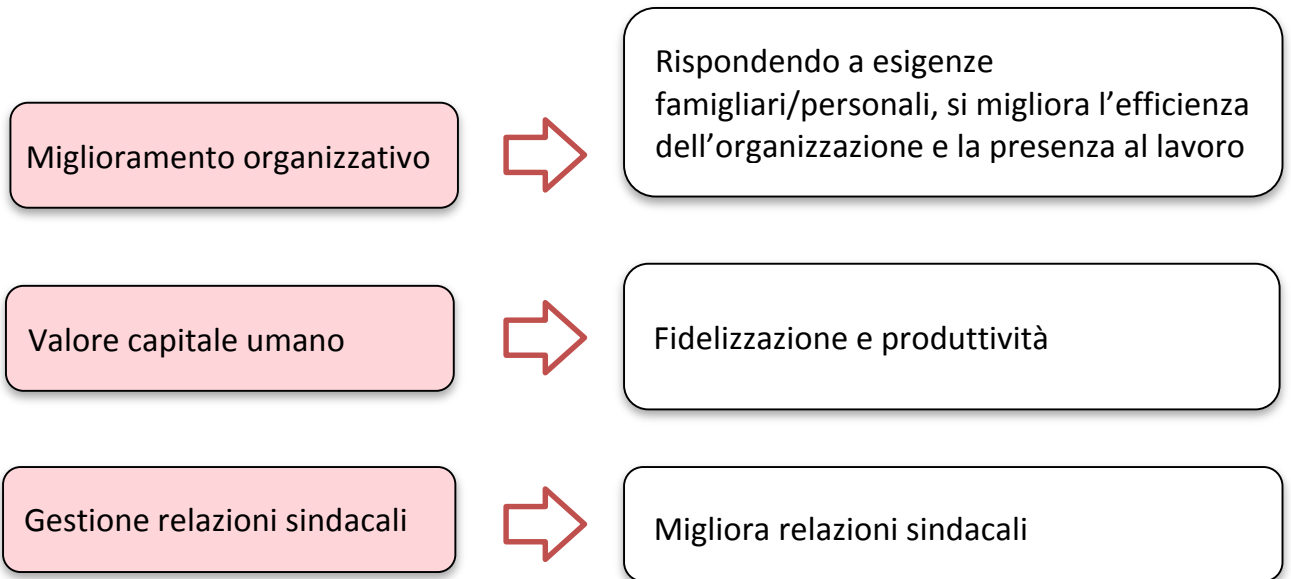 Miglioramento organizzativo
Rispondendo a esigenze
famigliari/personali, si migliora l’efficienza
dell’organizzazione e la presenza al lavoro
Valore capitale umano
Fidelizzazione e produttività
Gestione relazioni sindacali
Migliora relazioni sindacali